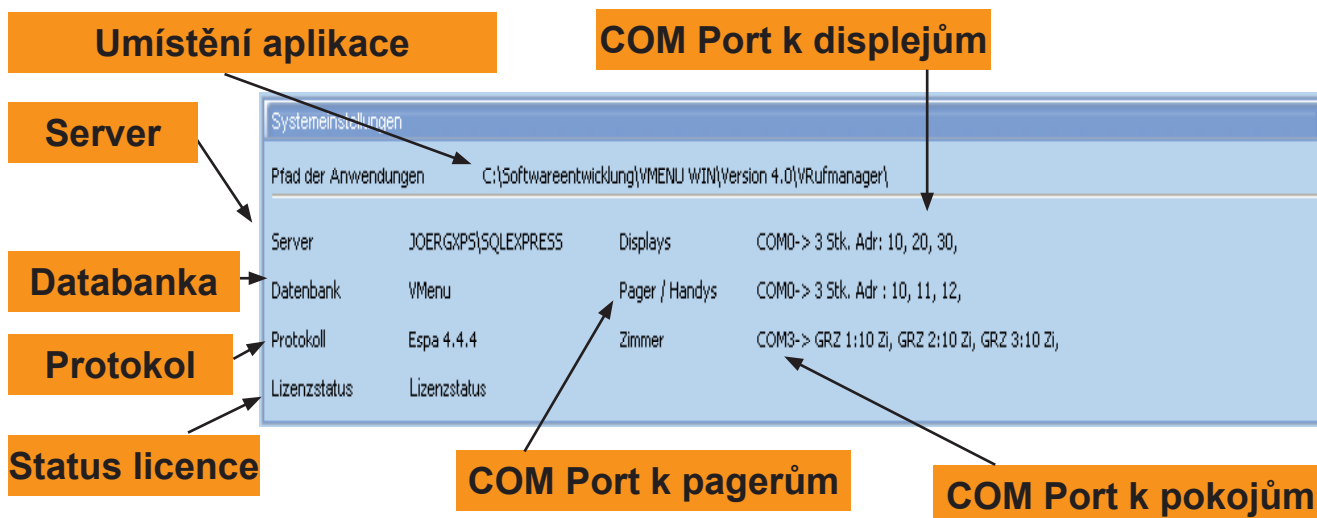 Umístění aplikace
COM Port k displejům
Server
Systemeinstellungen
Pfad der Anwendungen C:\Softwareentwicklung\VMENU WIN\Version 4.0\VRufmanager\
Server JOERGXPS\SQLEXPRESS Displays COM0-> 3 Stk. Adr: 10, 20, 30,
Databanka
Datenbank VMenu Pager / Handys COM0-> 3 Stk. Adr : 10, 11, 12,
Protokol
Protokoll Espa 4.4.4 Zimmer COM3-> GRZ 1:10 Zi, GRZ 2:10 Zi, GRZ 3:10 Zi,
Lizenzstatus Lizenzstatus
Status licence
COM Port k pagerům
COM Port k pokojům